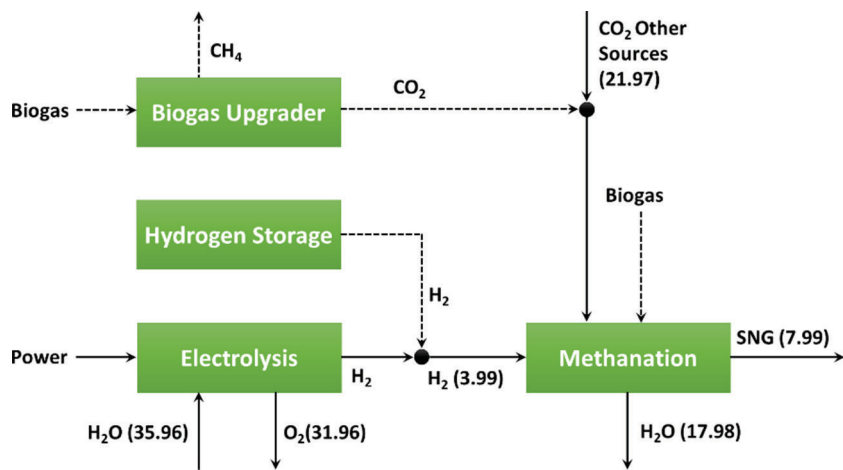 CH₄
CO₂ Other
Sources
(21.97)
Biogas
Biogas Upgrader
CO₂
Biogas
Hydrogen Storage
H₂
Power
Electrolysis
H₂
H₂ (3.99)
Methanation
SNG (7.99)
H₂O (35.96)
O₂(31.96)
H₂O (17.98)